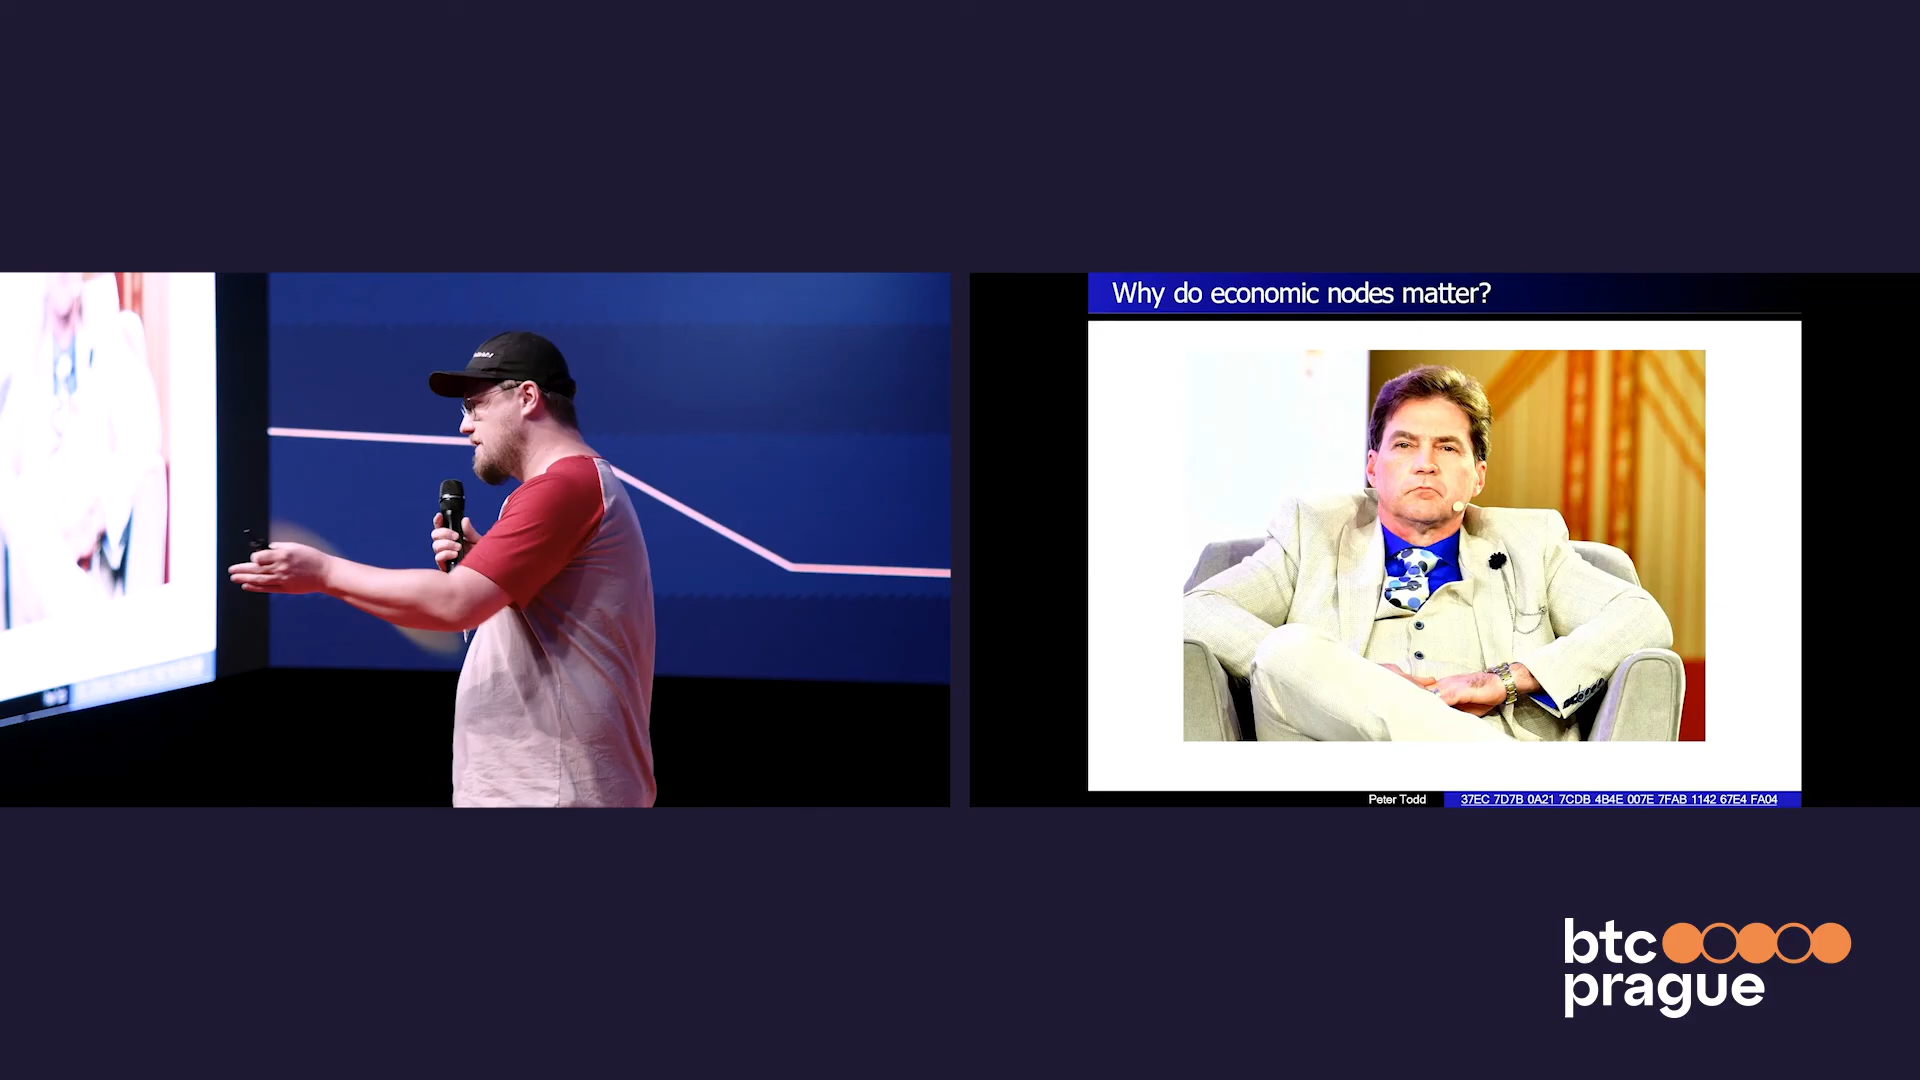 Why do economic nodes matter?
Peter Todd
37EC 7D7B 0A21 7CDB 4B4E 007E 7FAB 1142 67E4 FA04
btc
prague